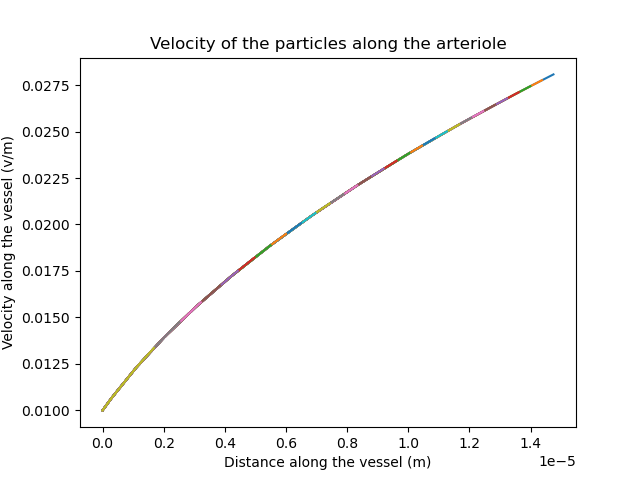 Velocity of the particles along the arteriole
Velocity along the vessel (v/m)
0.0275
0.0250
0.0225
0.0200
0.0175
0.0150
0.0125
0.0100
0.0 0.2 0.4 0.6 0.8 1.0 1.2 1.4
1e−5
Distance along the vessel (m)